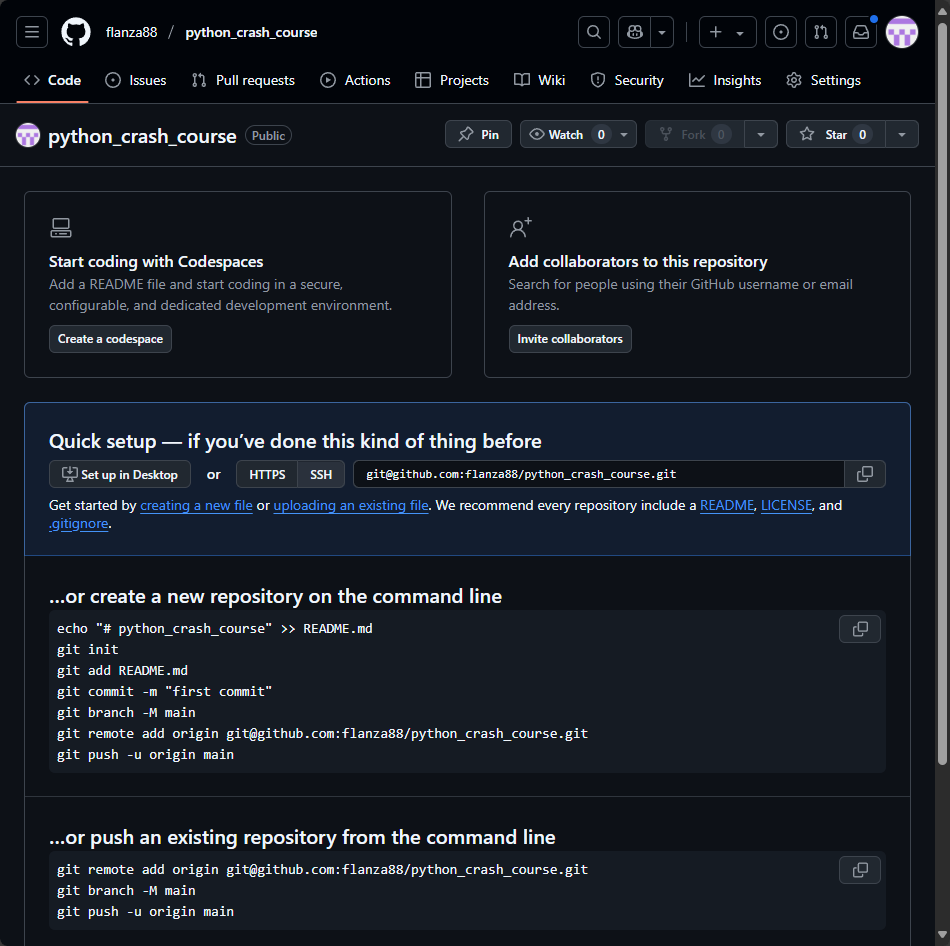 flanza88 / python_crash_course
Code Issues Pull requests Actions Projects Wiki Security Insights Settings
python_crash_course Public Pin Watch 0 Fork 0 Star 0
Start coding with Codespaces
Add a README file and start coding in a secure,
configurable, and dedicated development environment.
Create a codespace
Add collaborators to this repository
Search for people using their GitHub username or email
address.
Invite collaborators
Quick setup — if you’ve done this kind of thing before
Set up in Desktop or HTTPS SSH git@github.com:flanza88/python_crash_course.git
Get started by creating a new file or uploading an existing file. We recommend every repository include a README, LICENSE, and
.gitignore.
…or create a new repository on the command line
echo "# python_crash_course" >> README.md
git init
git add README.md
git commit -m "first commit"
git branch -M main
git remote add origin git@github.com:flanza88/python_crash_course.git
git push -u origin main
…or push an existing repository from the command line
git remote add origin git@github.com:flanza88/python_crash_course.git
git branch -M main
git push -u origin main